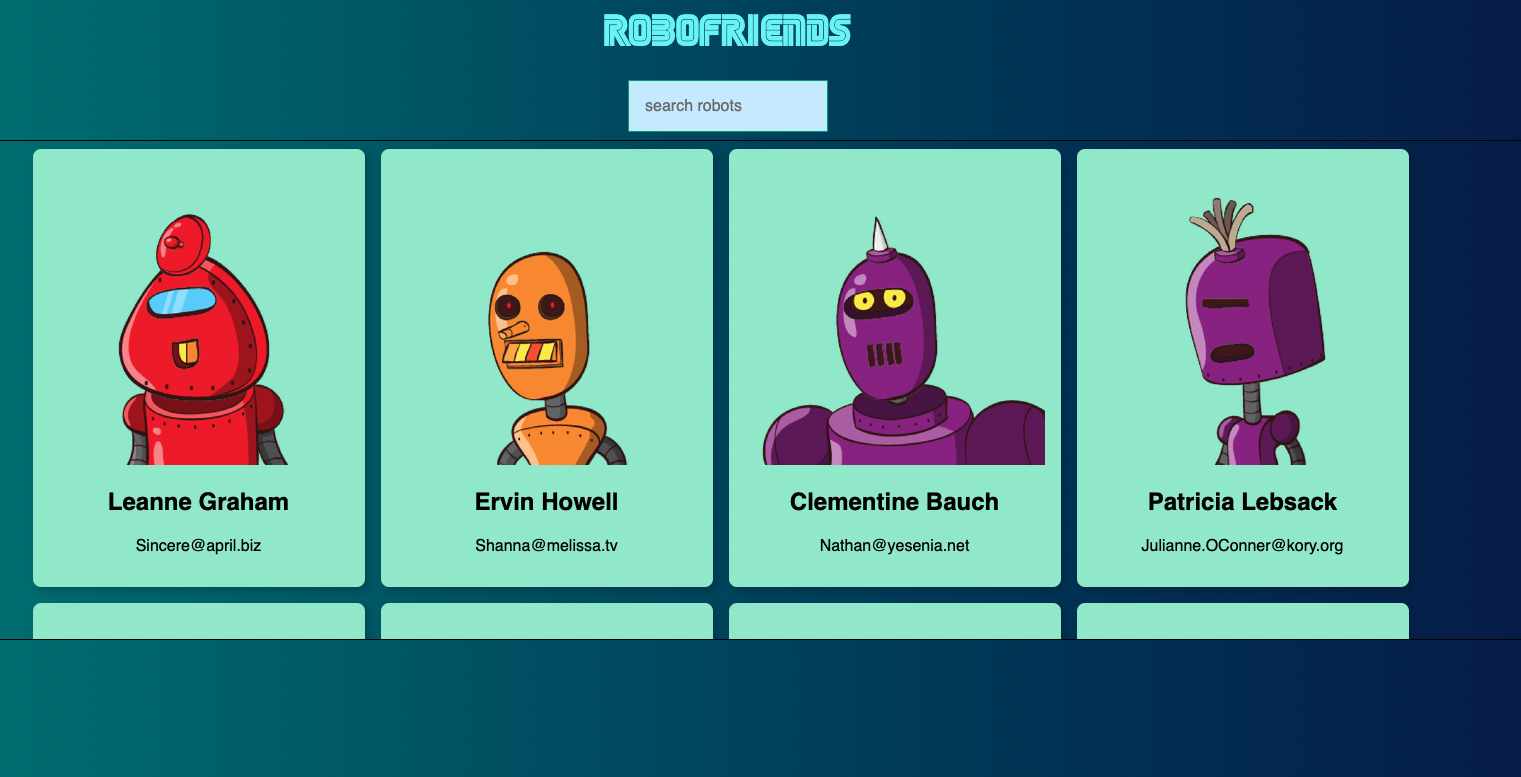 ROBOFRIENDS
search robots
Leanne Graham
Sincere@april.biz
Ervin Howell
Shanna@melissa.tv
Clementine Bauch
Nathan@yesenia.net
Patricia Lebsack
Julianne.OConner@kory.org